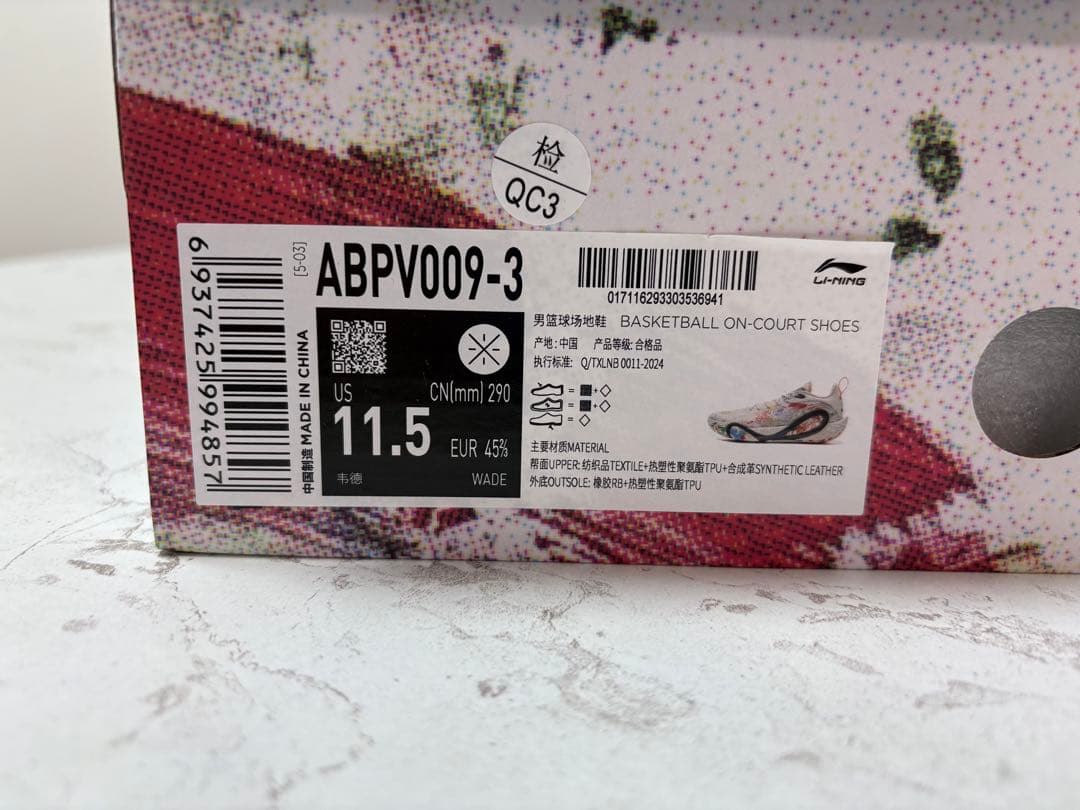 检
QC3
6 937425 994857
[5-03]
中国制造 MADE IN CHINA
ABPV009-3
US
CN(mm) 290
11.5
EUR 45⅔
韦德
WADE
017116293303536941
LI-NING
男篮球场地鞋 BASKETBALL ON-COURT SHOES
产地: 中国 产品等级: 合格品
执行标准: Q/TXLNB 0011-2024
主要材质MATERIAL
帮面UPPER: 纺织品TEXTILE+热塑性聚氨酯TPU+合成革SYNTHETIC LEATHER
外底OUTSOLE: 橡胶RB+热塑性聚氨酯TPU